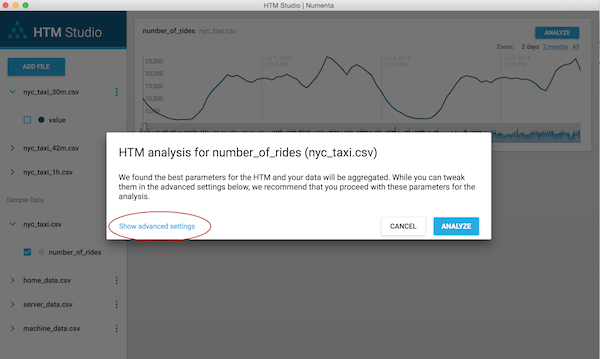 HTM Studio | Numenta
HTM Studio
ADD FILE
nyc_taxi_30m.csv
value
nyc_taxi_42m.csv
nyc_taxi_1h.csv
Sample Data
nyc_taxi.csv
number_of_rides
home_data.csv
server_data.csv
machine_data.csv
number_of_rides nyc_taxi.csv
ANALYZE
Zoom: 2 days 2 months All
25,000
20,000
15,000
10,000
5,000
HTM analysis for number_of_rides (nyc_taxi.csv)
We found the best parameters for the HTM and your data will be aggregated. While you can tweak
them in the advanced settings below, we recommend that you proceed with these parameters for the
analysis.
Show advanced settings
CANCEL
ANALYZE